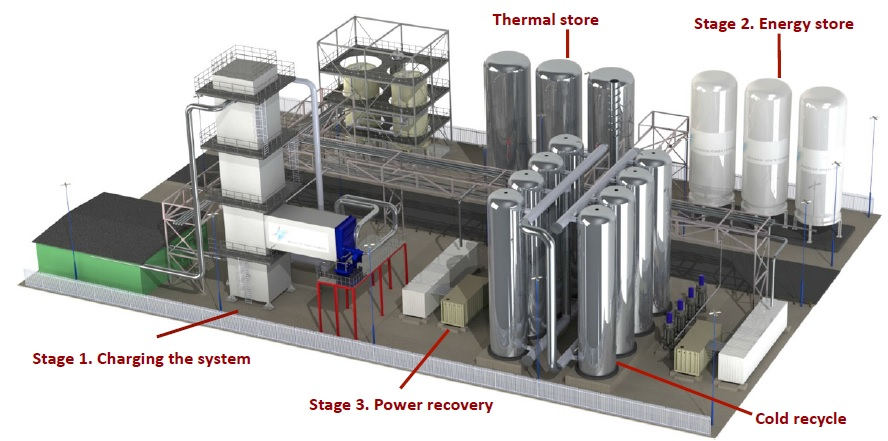 Thermal store
Stage 2. Energy store
Stage 1. Charging the system
Stage 3. Power recovery
Cold recycle